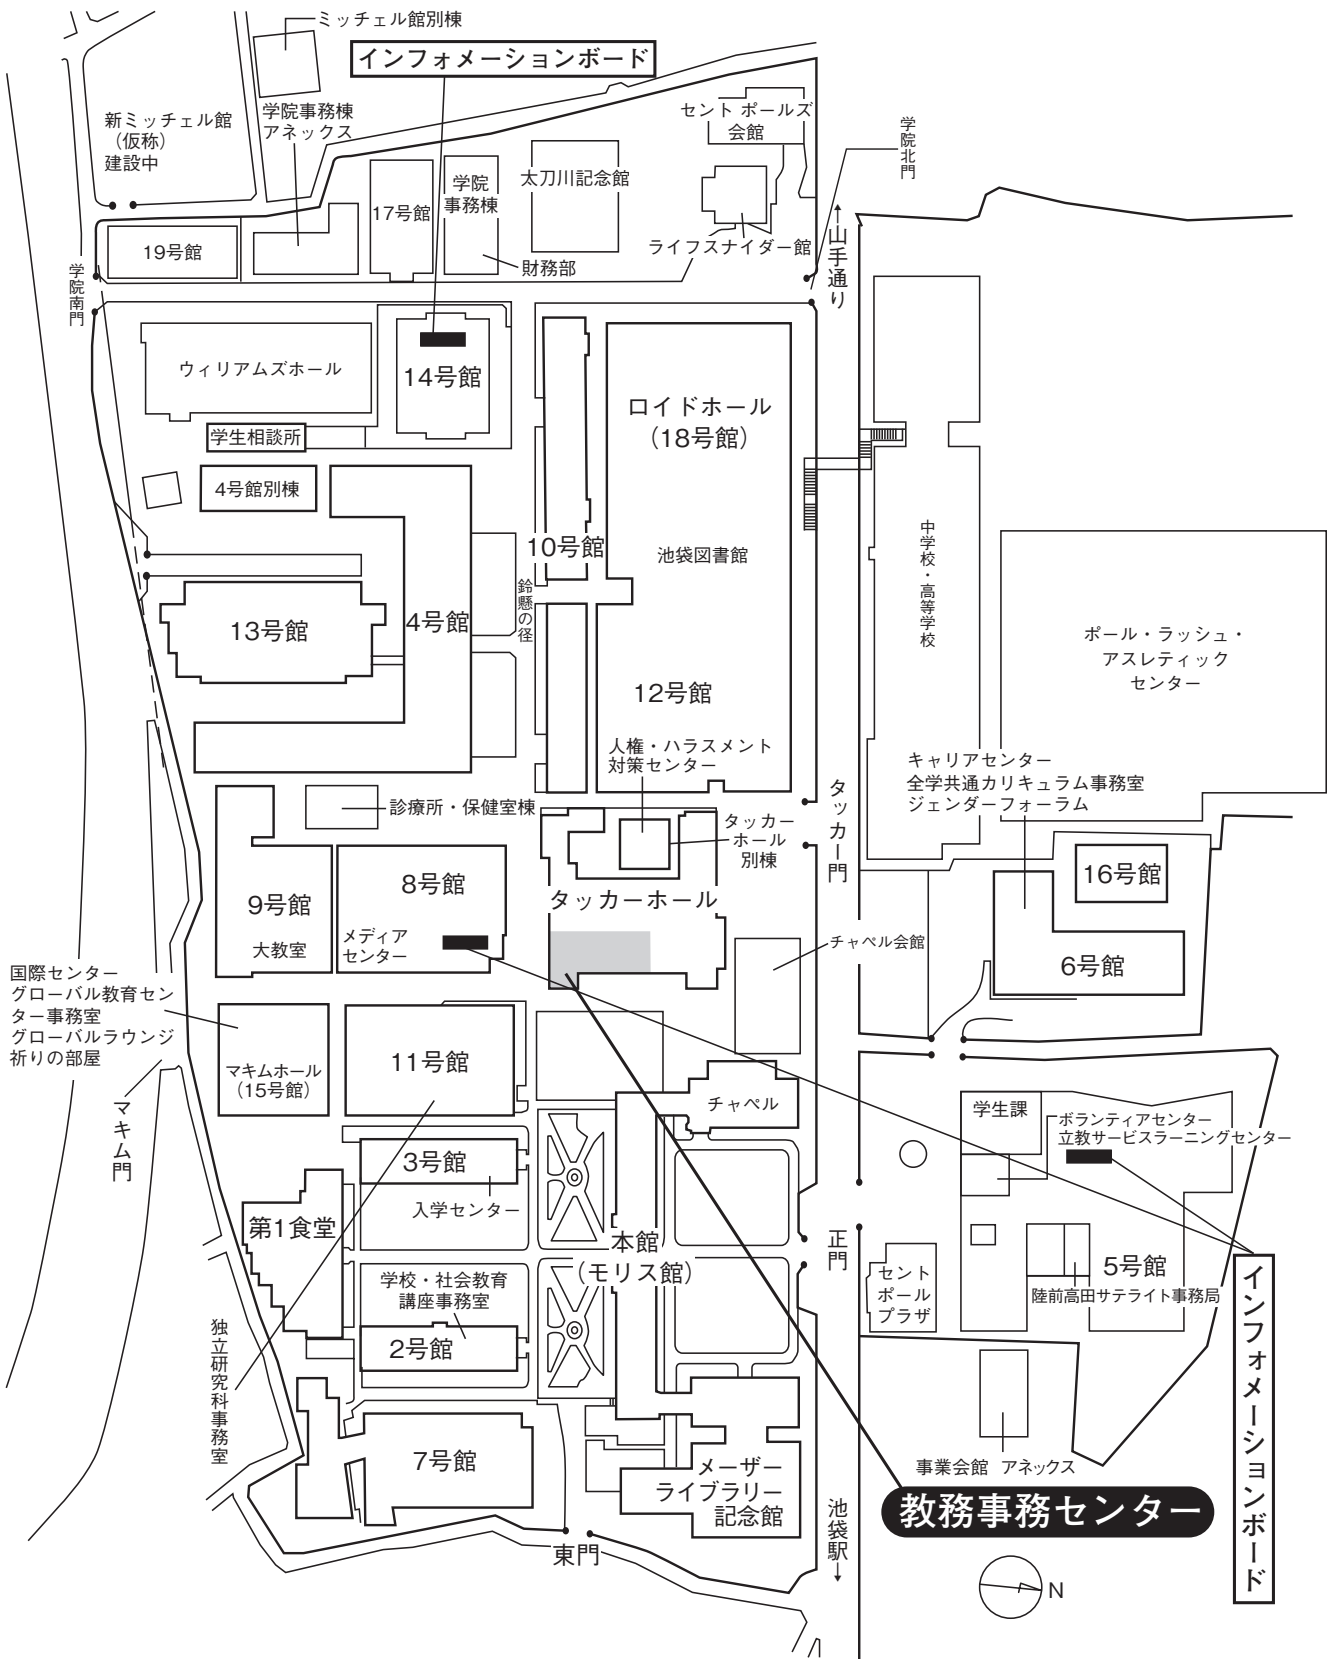 ミッチェル館別棟
インフォメーションボード
新ミッチェル館
(仮称)
建設中
学院事務棟
アネックス
セント ポールズ
会館
学院北門
17号館
学院
事務棟
太刀川記念館
19号館
ライフスナイダー館
財務部
↑山手通り
学院南門
ウィリアムズホール
14号館
ロイドホール
(18号館)
学生相談所
4号館別棟
10号館
池袋図書館
中学校・高等学校
鈴懸の径
13号館
4号館
ポール・ラッシュ・
アスレティック
センター
12号館
人権・ハラスメント
対策センター
キャリアセンター
全学共通カリキュラム事務室
ジェンダーフォーラム
診療所・保健室棟
タッカー
ホール
別棟
タッカー門
16号館
8号館
タッカーホール
9号館
大教室
メディア
センター
チャペル会館
6号館
国際センター
グローバル教育セン
ター事務室
グローバルラウンジ
祈りの部屋
マキムホール
(15号館)
11号館
チャペル
学生課
ボランティアセンター
立教サービスラーニングセンター
マキム門
3号館
入学センター
第1食堂
本館
(モリス館)
正門
セント
ポール
プラザ
5号館
陸前高田サテライト事務局
インフォメーションボード
学校・社会教育
講座事務室
2号館
独立研究科事務室
7号館
メーザー
ライブラリー
記念館
事業会館 アネックス
教務事務センター
池袋駅↓
東門
N